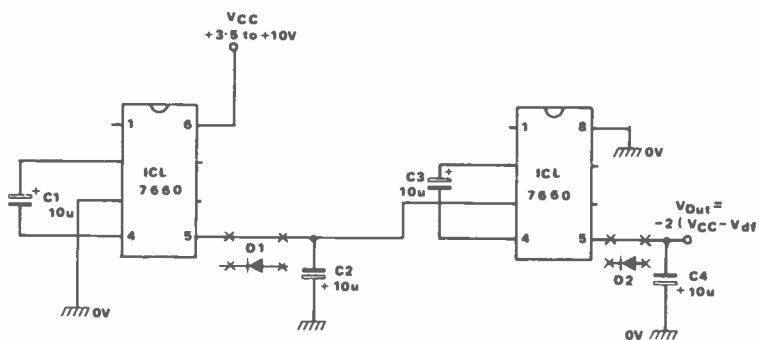 VCC
+3·5 to +10V
1
6
ICL
7660
+
C1
10u
4
5
D1
0V
C2
+ 10u
1
8
0V
ICL
7660
C3
+
10u
4
5
VOut =
-2 ( VCC - Vdf
D2
C4
+ 10u
0V